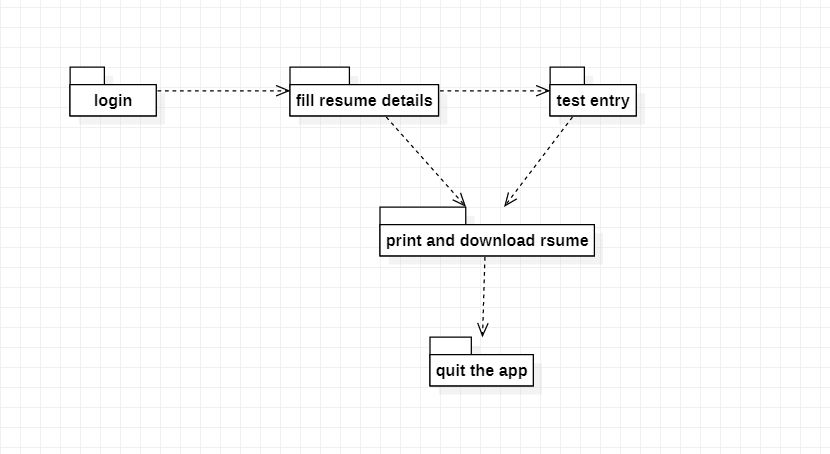 login
fill resume details
test entry
print and download rsume
quit the app